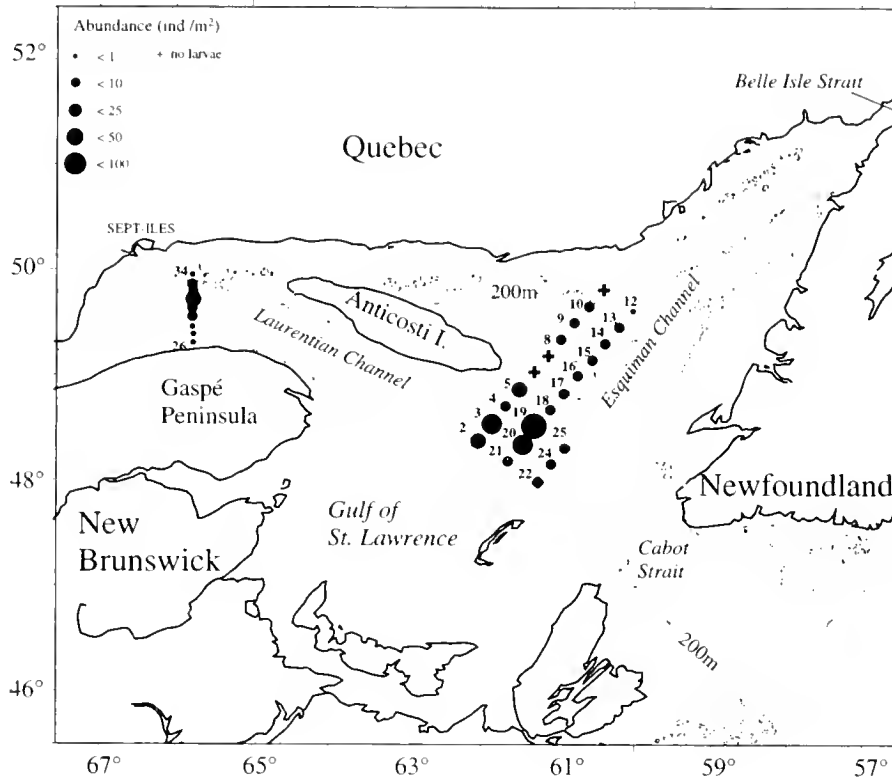 Abundance (ind /m²)
< 1
+ no larvae
< 10
< 25
< 50
< 100
52°
50°
48°
46°
Belle Isle Strait
Quebec
SEPT-ILES
34
26
200m
Anticosti I.
Laurentian Channel
Esquiman Channel
10
12
9
13
8
14
15
16
5
17
4
18
3
19
2
20
25
21
24
22
Gaspé
Peninsula
Gulf of
St. Lawrence
New
Brunswick
Newfoundland
Cabot
Strait
200m
67°
65°
63°
61°
59°
57°